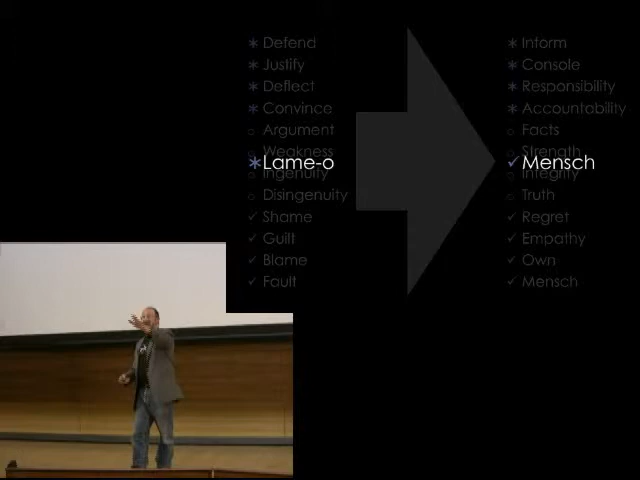 * Defend
* Justify
* Deflect
* Convince
○ Argument
○ Weakness
* Lame-o
○ Ingenuity
○ Disingenuity
✓ Shame
✓ Guilt
✓ Blame
✓ Fault
* Inform
* Console
* Responsibility
* Accountability
○ Facts
○ Strength
✓ Mensch
○ Integrity
○ Truth
✓ Regret
✓ Empathy
✓ Own
✓ Mensch